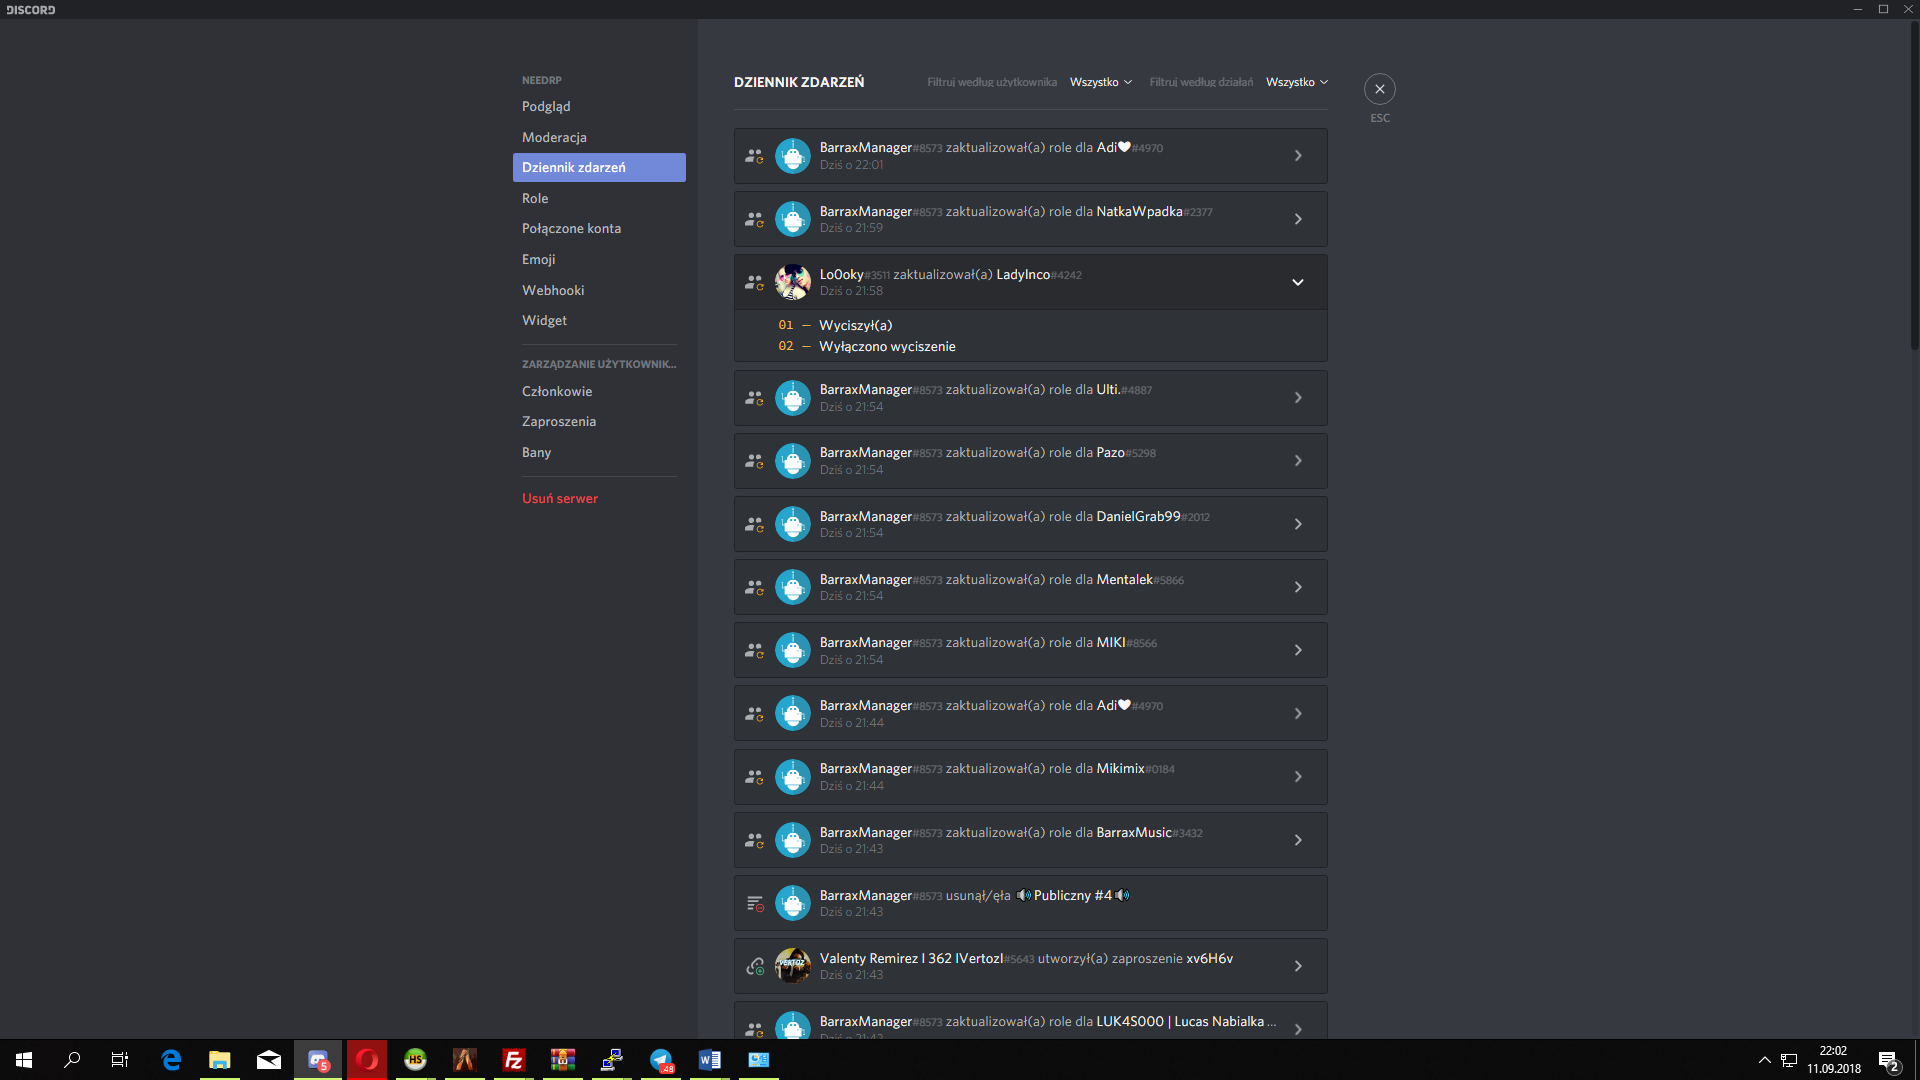 DISCORD
NEEDRP
Podgląd
Moderacja
Dziennik zdarzeń
Role
Połączone konta
Emoji
Webhooki
Widget
ZARZĄDZANIE UŻYTKOWNIK...
Członkowie
Zaproszenia
Bany
Usuń serwer
DZIENNIK ZDARZEŃ Filtruj według użytkownika Wszystko Filtruj według działań Wszystko
ESC
BarraxManager#8573 zaktualizował(a) role dla Adi🖤#4970
Dziś o 22:01
BarraxManager#8573 zaktualizował(a) role dla NatkaWpadka#2377
Dziś o 21:59
Lo0oky#3511 zaktualizował(a) LadyInco#4242
Dziś o 21:58
01 — Wyciszył(a)
02 — Wyłączono wyciszenie
BarraxManager#8573 zaktualizował(a) role dla Ulti.#4887
Dziś o 21:54
BarraxManager#8573 zaktualizował(a) role dla Pazo#5298
Dziś o 21:54
BarraxManager#8573 zaktualizował(a) role dla DanielGrab99#2012
Dziś o 21:54
BarraxManager#8573 zaktualizował(a) role dla Mentalek#5866
Dziś o 21:54
BarraxManager#8573 zaktualizował(a) role dla MIKI#8566
Dziś o 21:54
BarraxManager#8573 zaktualizował(a) role dla Adi🖤#4970
Dziś o 21:44
BarraxManager#8573 zaktualizował(a) role dla Mikimix#0184
Dziś o 21:44
BarraxManager#8573 zaktualizował(a) role dla BarraxMusic#3432
Dziś o 21:43
BarraxManager#8573 usunął/ęła 🔊Publiczny #4🔊
Dziś o 21:43
Valenty Remirez I 362 IVertozI#5643 utworzył(a) zaproszenie xv6H6v
Dziś o 21:43
BarraxManager#8573 zaktualizował(a) role dla LUK4S000 | Lucas Nabialka ...
Dziś o 21:42
5
HS
FZ
48
22:02
11.09.2018
2